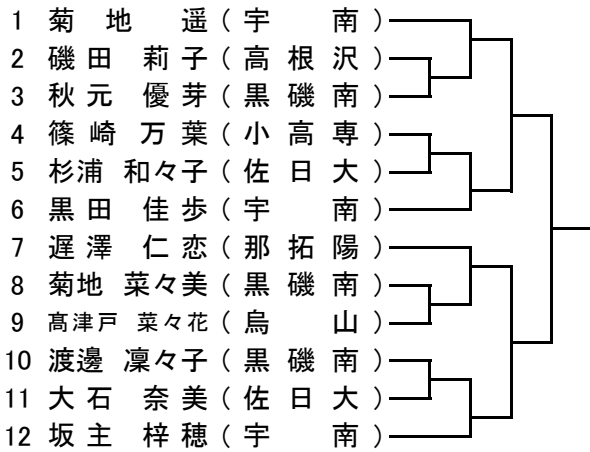 1 菊地 遥(宇南)
2 磯田 莉子(高根沢)
3 秋元 優芽(黒磯南)
4 篠崎 万葉(小高専)
5 杉浦 和々子(佐日大)
6 黒田 佳歩(宇南)
7 遅澤 仁恋(那拓陽)
8 菊地 菜々美(黒磯南)
9 髙津戸 菜々花(烏山)
10 渡邊 凜々子(黒磯南)
11 大石 奈美(佐日大)
12 坂主 梓穂(宇南)